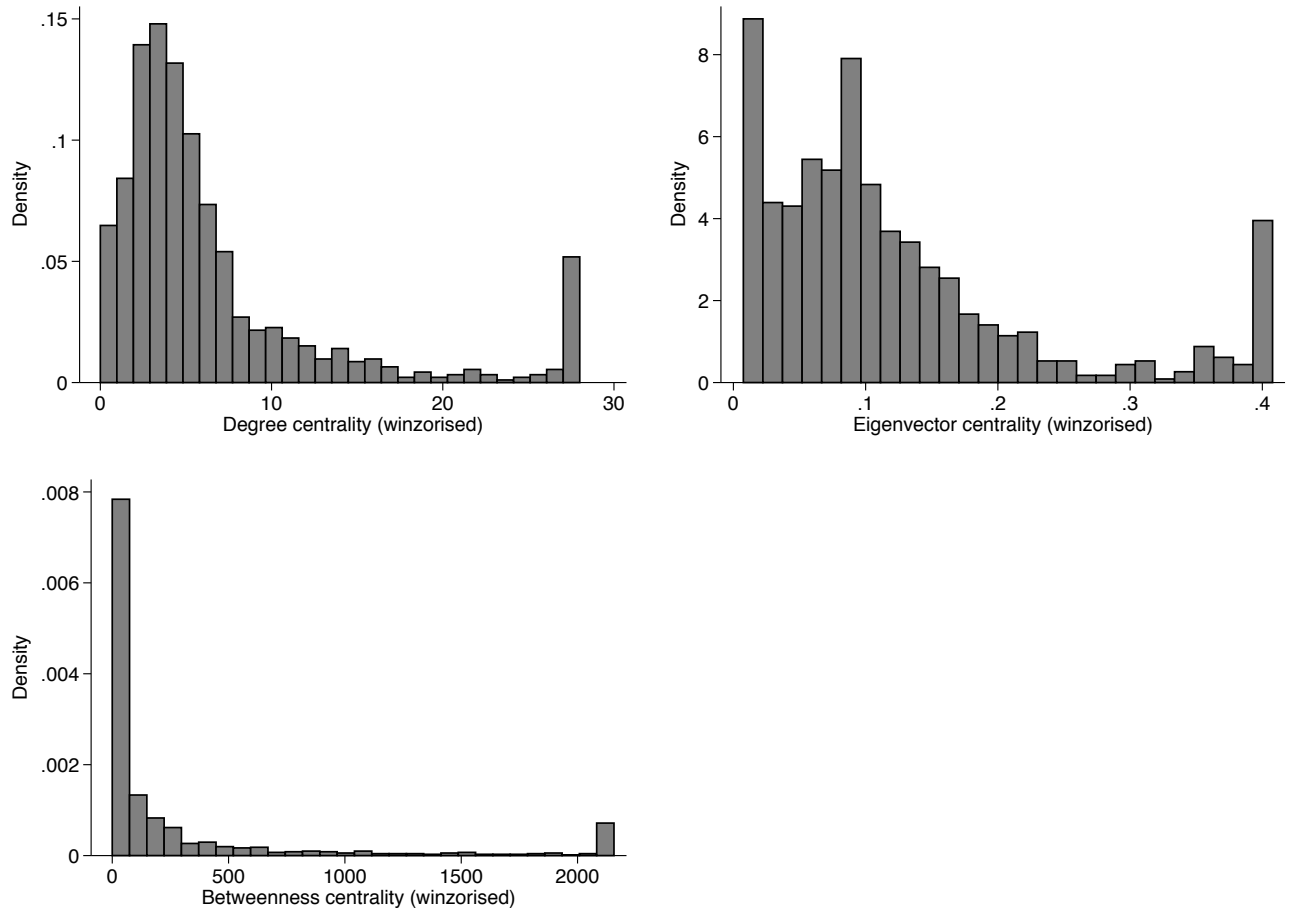 .15
.1
.05
0
Density
0 10 20 30
Degree centrality (winzorised)
8
6
4
2
0
Density
0 .1 .2 .3 .4
Eigenvector centrality (winzorised)
.008
.006
.004
.002
0
Density
0 500 1000 1500 2000
Betweenness centrality (winzorised)